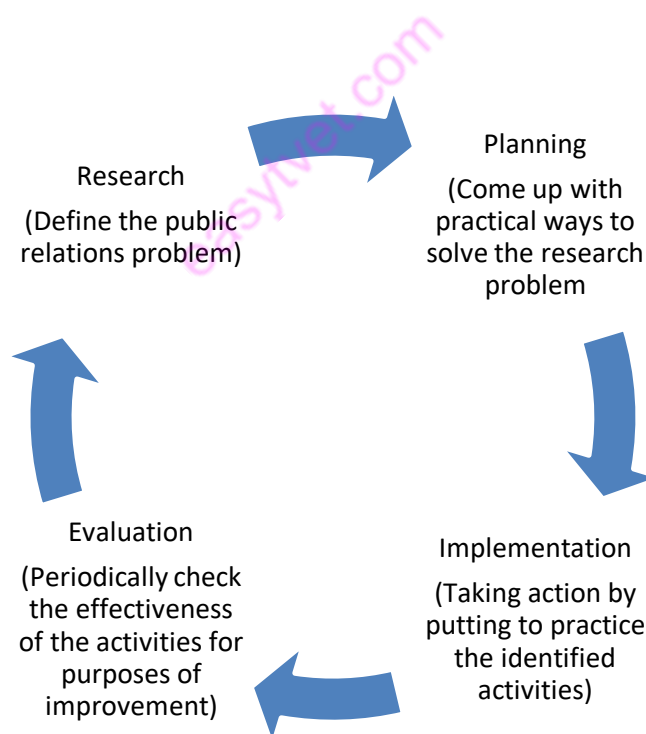 easytvet.com
Research
(Define the public
relations problem)
Planning
(Come up with
practical ways to
solve the research
problem
Implementation
(Taking action by
putting to practice
the identified
activities)
Evaluation
(Periodically check
the effectiveness
of the activities for
purposes of
improvement)